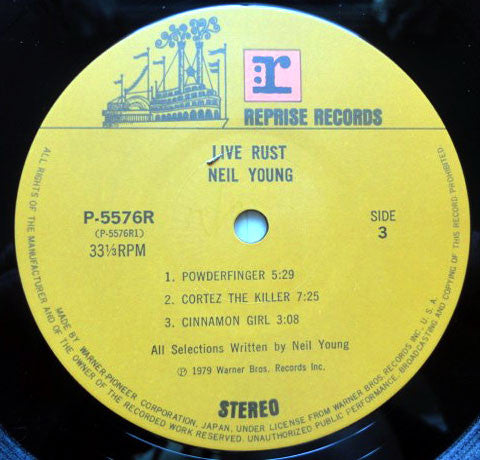 r
REPRISE RECORDS
LIVE RUST
NEIL YOUNG
P-5576R
(P-5576R1)
33⅓RPM
SIDE
3
1. POWDERFINGER 5:29
2. CORTEZ THE KILLER 7:25
3. CINNAMON GIRL 3:08
All Selections Written by Neil Young
℗ 1979 Warner Bros. Records Inc.
STEREO
MADE BY WARNER-PIONEER CORPORATION, JAPAN, UNDER LICENSE FROM WARNER BROS. RECORDS INC., U.S.A.
ALL RIGHTS OF THE MANUFACTURER AND OF THE OWNER OF THE RECORDED WORK RESERVED. UNAUTHORIZED PUBLIC PERFORMANCE, BROADCASTING AND COPYING OF THIS RECORD PROHIBITED